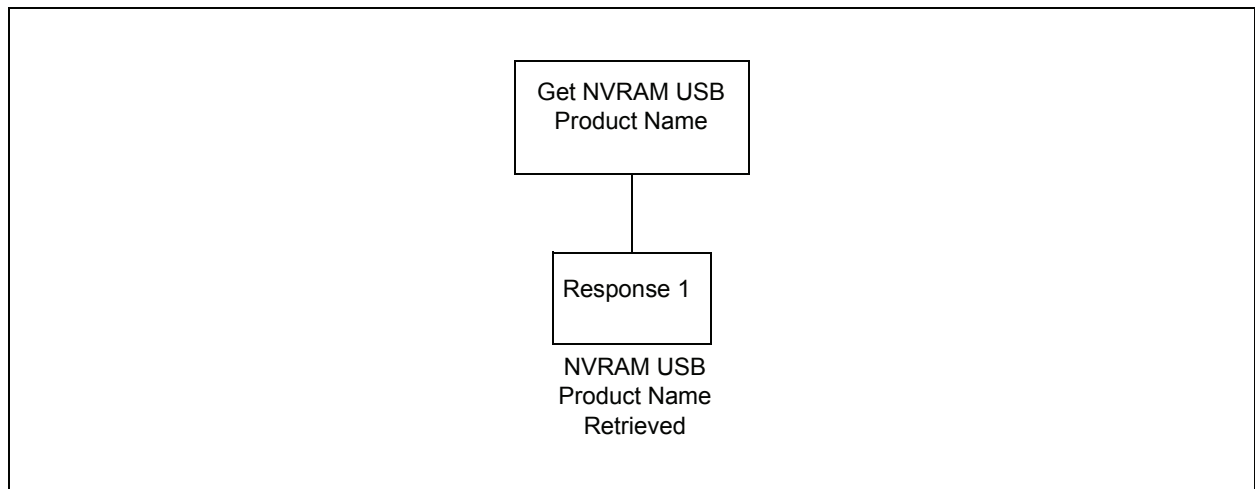 Get NVRAM USB
Product Name
Response 1
NVRAM USB
Product Name
Retrieved